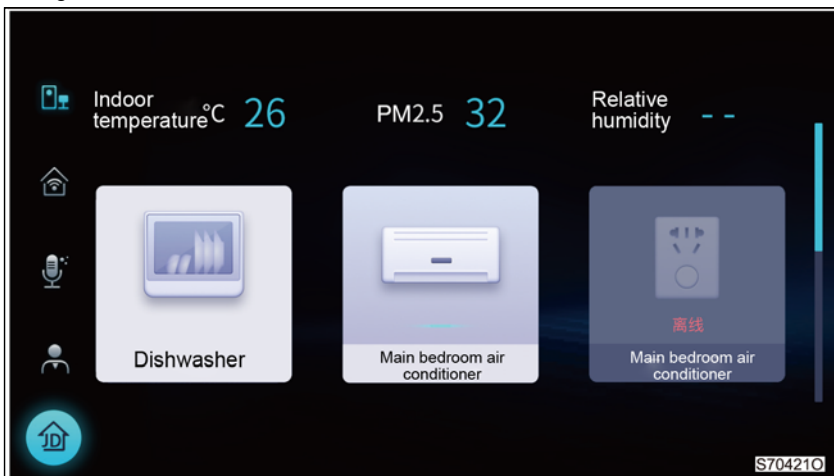 Indoor
temperature°C 26
PM2.5 32
Relative
humidity - -
Dishwasher
Main bedroom air
conditioner
离线
Main bedroom air
conditioner
JD
S70421O